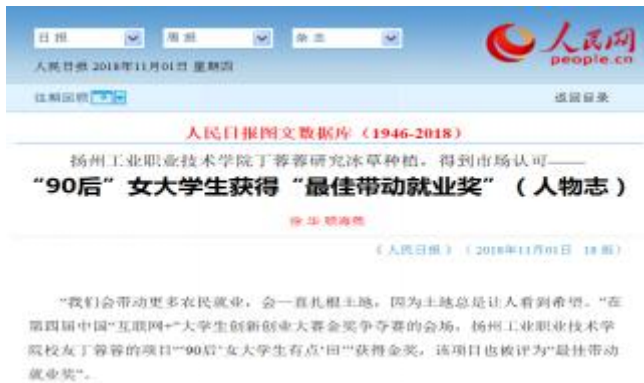 日 报 周 报 杂 志
人民网
people.cn
人民日报 2018年11月01日 星期四
往期回顾
返回目录
人民日报图文数据库（1946-2018）
扬州工业职业技术学院丁蓉蓉研究冰草种植，得到市场认可——
“90后”女大学生获得“最佳带动就业奖”（人物志）
《 人民日报 》（ 2018年11月01日 18 版）
“我们会带动更多农民就业，会一直扎根土地，因为土地总是让人看到希望。”在
第四届中国“互联网+”大学生创新创业大赛金奖争夺赛的会场，扬州工业职业技术学
院校友丁蓉蓉的项目“‘90后’女大学生有点‘田’”获得金奖，该项目也被评为“最佳带动
就业奖”。